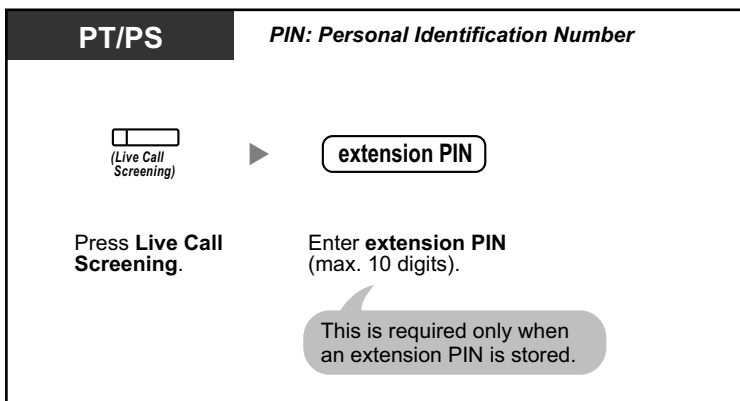 PT/PS
PIN: Personal Identification Number
(Live Call
Screening)
extension PIN
Press Live Call
Screening.
Enter extension PIN
(max. 10 digits).
This is required only when
an extension PIN is stored.